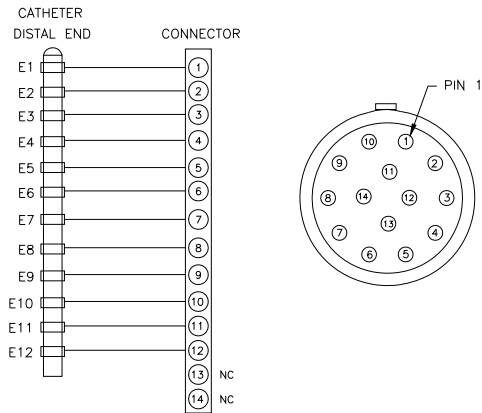 CATHETER
DISTAL END
CONNECTOR
E1 1
E2 2
E3 3
E4 4
E5 5
E6 6
E7 7
E8 8
E9 9
E10 10
E11 11
E12 12
13 NC
14 NC
PIN 1
10 1
9 2
11
8 14 12 3
13
7 4
6 5